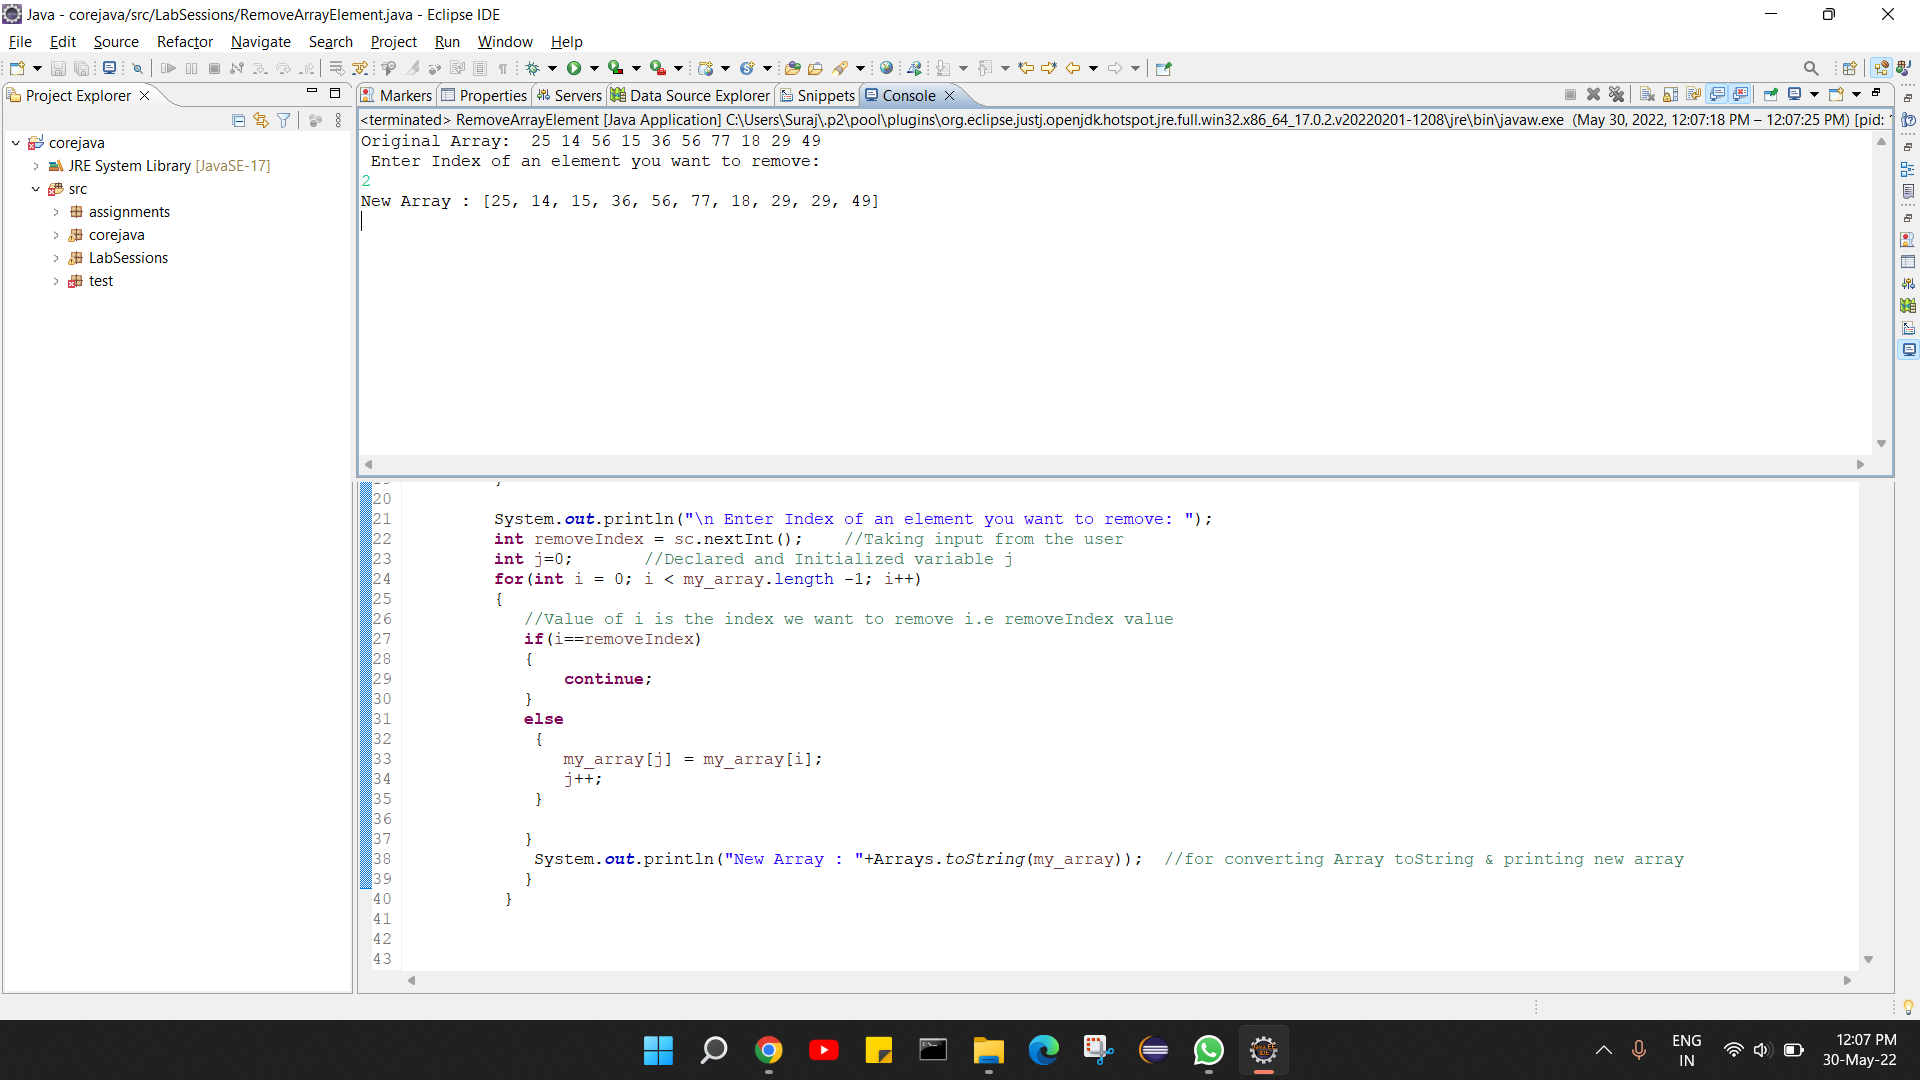 Java - corejava/src/LabSessions/RemoveArrayElement.java - Eclipse IDE
File Edit Source Refactor Navigate Search Project Run Window Help
Project Explorer
Markers Properties Servers Data Source Explorer Snippets Console
<terminated> RemoveArrayElement [Java Application] C:\Users\Suraj\.p2\pool\plugins\org.eclipse.justj.openjdk.hotspot.jre.full.win32.x86_64_17.0.2.v20220201-1208\jre\bin\javaw.exe (May 30, 2022, 12:07:18 PM – 12:07:25 PM) [pid:
corejava
JRE System Library [JavaSE-17]
src
assignments
corejava
LabSessions
test
Original Array:  25 14 56 15 36 56 77 18 29 49
 Enter Index of an element you want to remove:
2
New Array : [25, 14, 15, 36, 56, 77, 18, 29, 29, 49]
20
21 System.out.println("\n Enter Index of an element you want to remove: ");
22 int removeIndex = sc.nextInt();    //Taking input from the user
23 int j=0;       //Declared and Initialized variable j
24 for(int i = 0; i < my_array.length -1; i++)
25 {
26 //Value of i is the index we want to remove i.e removeIndex value
27 if(i==removeIndex)
28 {
29 continue;
30 }
31 else
32 {
33 my_array[j] = my_array[i];
34 j++;
35 }
36
37 }
38 System.out.println("New Array : "+Arrays.toString(my_array));  //for converting Array toString & printing new array
39 }
40 }
41
42
43
ENG
IN
12:07 PM
30-May-22